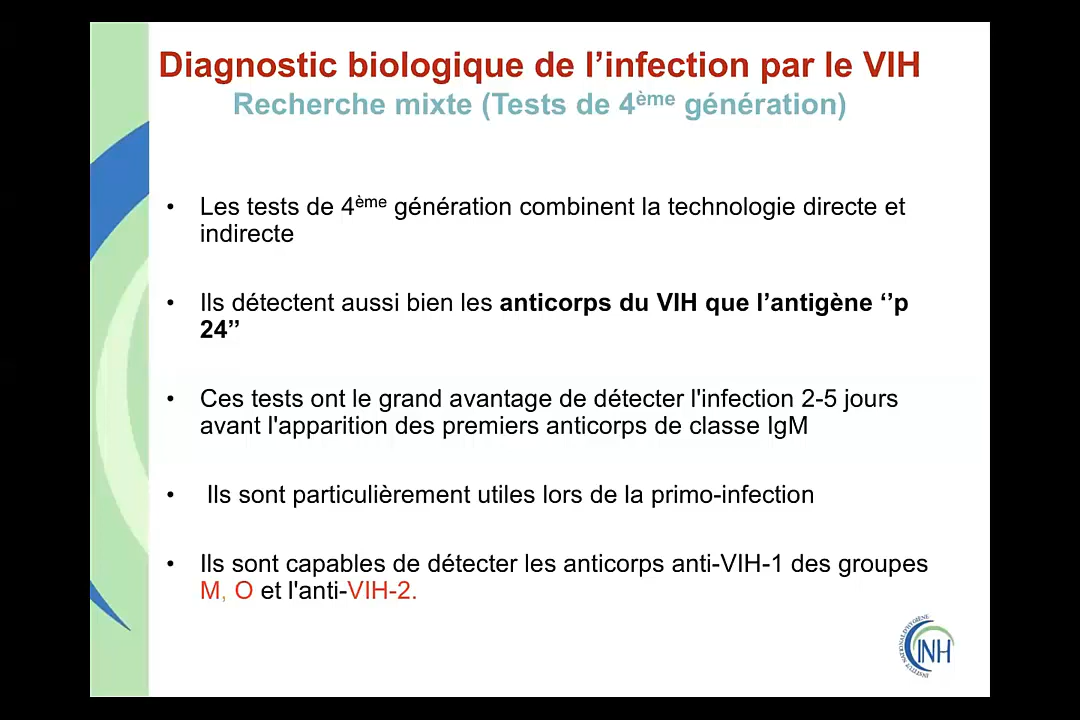 Diagnostic biologique de l’infection par le VIH
Recherche mixte (Tests de 4ème génération)
• Les tests de 4ème génération combinent la technologie directe et
indirecte
• Ils détectent aussi bien les anticorps du VIH que l’antigène ‘’p
24’’
• Ces tests ont le grand avantage de détecter l'infection 2-5 jours
avant l'apparition des premiers anticorps de classe IgM
• Ils sont particulièrement utiles lors de la primo-infection
• Ils sont capables de détecter les anticorps anti-VIH-1 des groupes
M, O et l'anti-VIH-2.
INSTITUT NATIONAL D'HYGIÈNE
INH